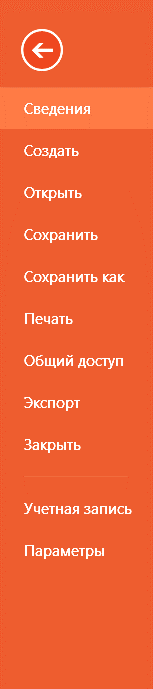 Сведения
Создать
Открыть
Сохранить
Сохранить как
Печать
Общий доступ
Экспорт
Закрыть
Учетная запись
Параметры